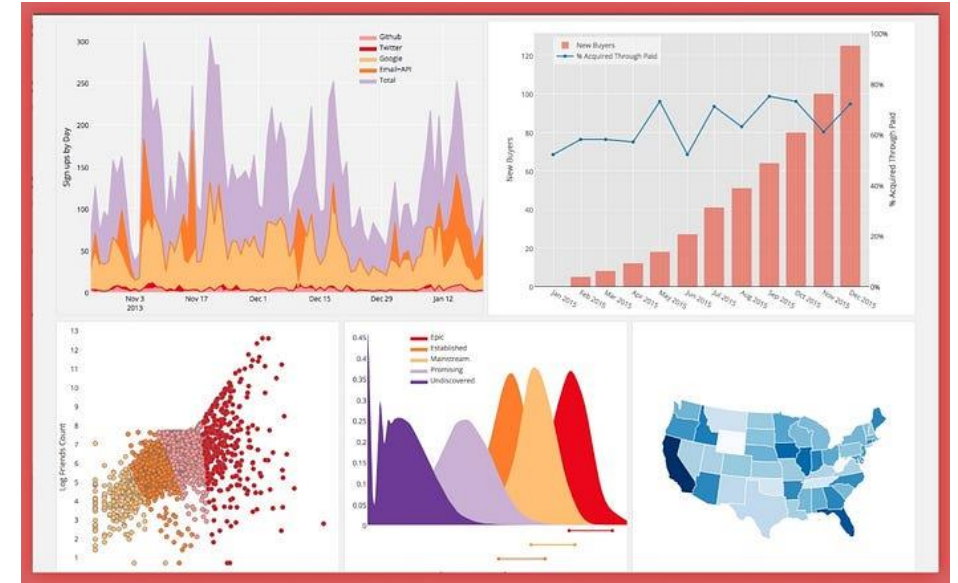 300
250
200
150
100
50
0
Sign ups by Day
Github
Twitter
Google
Email+API
Total
Nov 3
2013
Nov 17
Dec 1
Dec 15
Dec 29
Jan 12
120
100
80
60
40
20
0
New Buyers
New Buyers
% Acquired Through Paid
100%
80%
60%
40%
20%
0%
% Acquired Through Paid
Jan 2015
Feb 2015
Mar 2015
Apr 2015
May 2015
Jun 2015
Jul 2015
Aug 2015
Sep 2015
Oct 2015
Nov 2015
Dec 2015
13
12
11
10
9
8
7
6
5
4
3
2
1
Log Friends Count
0.45
0.4
0.35
0.3
0.25
0.2
0.15
0.1
0.05
0
Epic
Established
Mainstream
Promising
Undiscovered